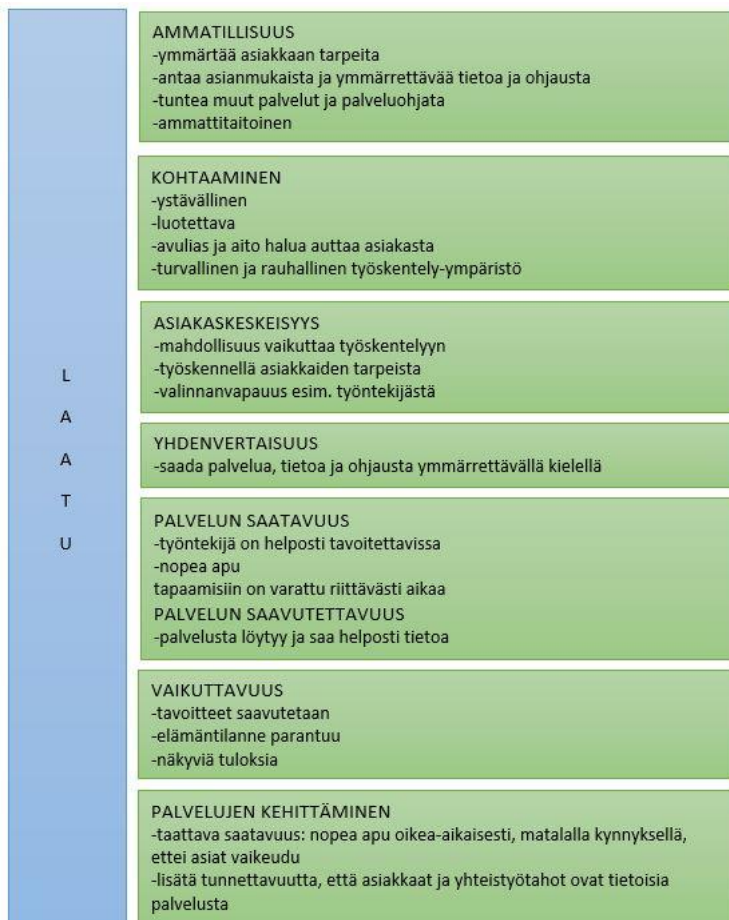 L
A
A
T
U
AMMATILLISUUS
-ymmärtää asiakkaan tarpeita
-antaa asianmukaista ja ymmärrettävää tietoa ja ohjausta
-tuntea muut palvelut ja palveluohjata
-ammattitaitoinen
KOHTAAMINEN
-ystävällinen
-luotettava
-avulias ja aito halua auttaa asiakasta
-turvallinen ja rauhallinen työskentely-ympäristö
ASIAKASKESKEISYYS
-mahdollisuus vaikuttaa työskentelyyn
-työskennellä asiakkaiden tarpeista
-valinnanvapauus esim. työntekijästä
YHDENVERTAISUUS
-saada palvelua, tietoa ja ohjausta ymmärrettävällä kielellä
PALVELUN SAATAVUUS
-työntekijä on helposti tavoitettavissa
-nopea apu
tapaamisiin on varattu riittävästi aikaa
PALVELUN SAAVUTETTAVUUS
-palvelusta löytyy ja saa helposti tietoa
VAIKUTTAVUUS
-tavoitteet saavutetaan
-elämäntilanne parantuu
-näkyviä tuloksia
PALVELUJEN KEHITTÄMINEN
-taattava saatavuus: nopea apu oikea-aikaisesti, matalalla kynnyksellä,
ettei asiat vaikeudu
-lisätä tunnettavuutta, että asiakkaat ja yhteistyötahot ovat tietoisia
palvelusta